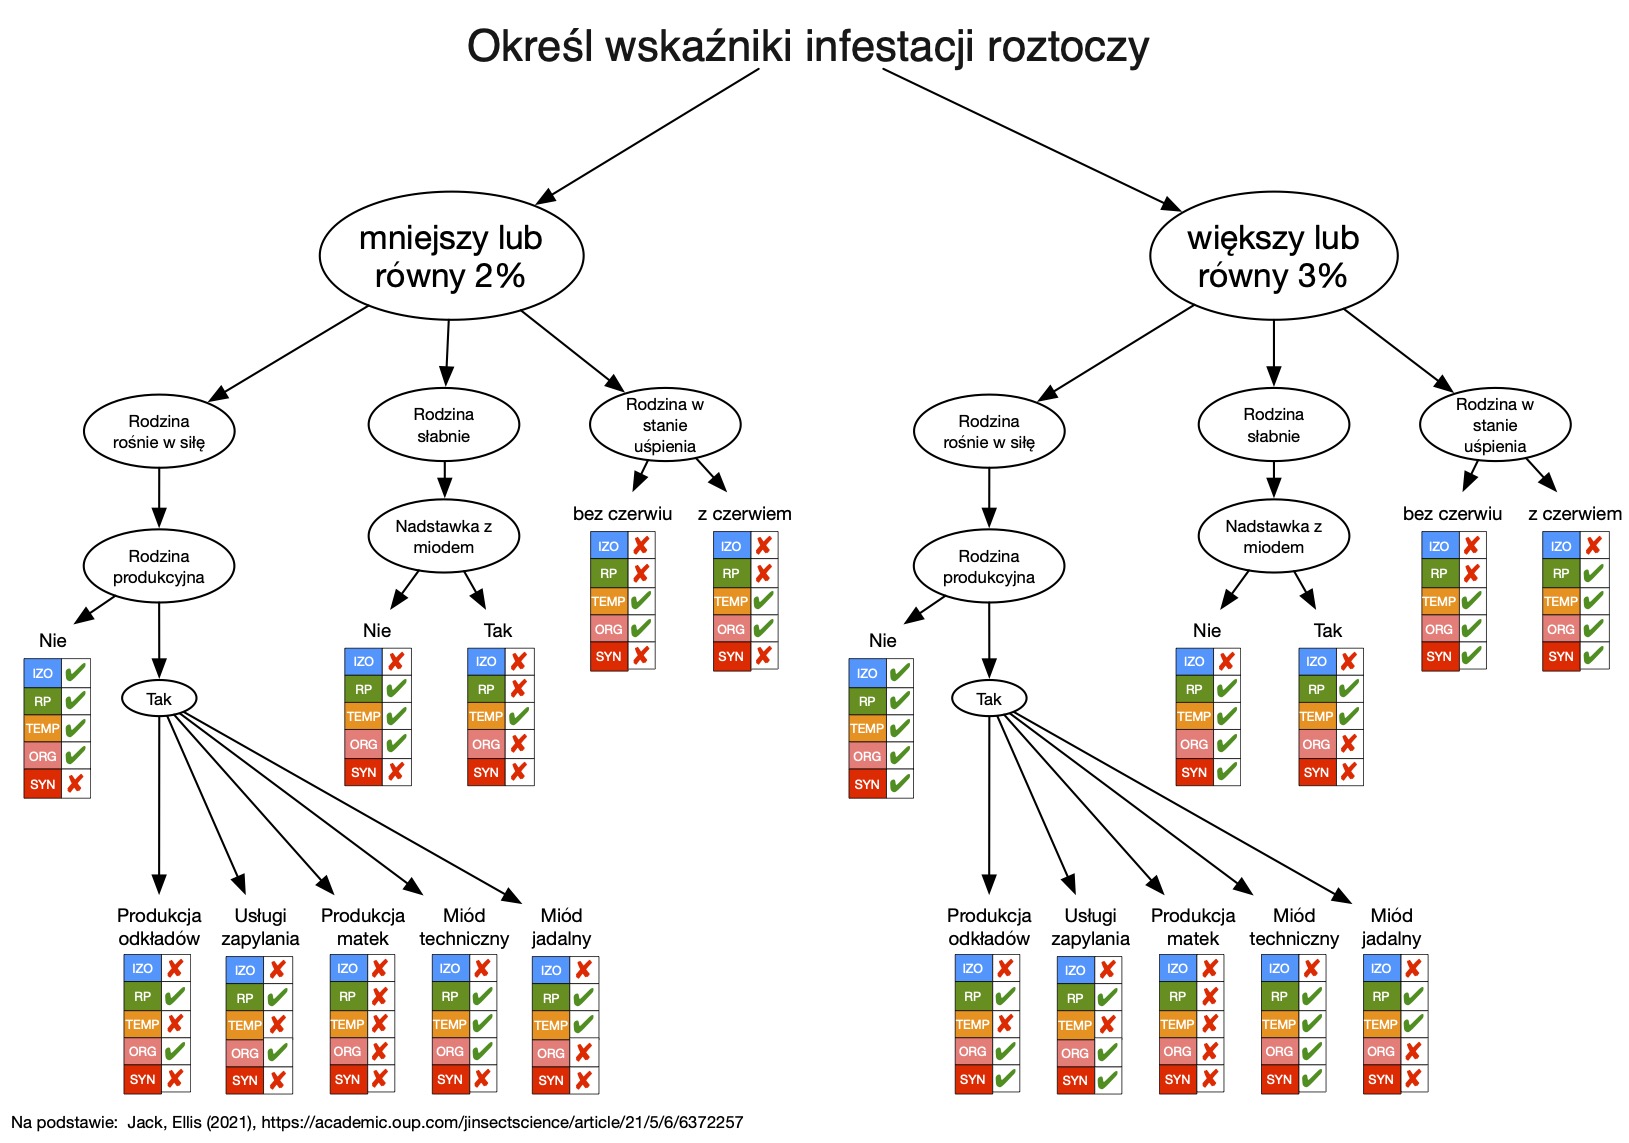 Określ wskaźniki infestacji roztoczy
mniejszy lub
równy 2%
większy lub
równy 3%
Rodzina
rośnie w siłę
Rodzina
słabnie
Rodzina w
stanie
uśpienia
Rodzina
rośnie w siłę
Rodzina
słabnie
Rodzina w
stanie
uśpienia
Rodzina
produkcyjna
Nadstawka z
miodem
bez czerwiu
IZO ✘
RP ✘
TEMP ✔
ORG ✔
SYN ✘
z czerwiem
IZO ✘
RP ✘
TEMP ✔
ORG ✔
SYN ✘
Rodzina
produkcyjna
Nadstawka z
miodem
bez czerwiu
IZO ✘
RP ✘
TEMP ✔
ORG ✔
SYN ✔
z czerwiem
IZO ✘
RP ✔
TEMP ✔
ORG ✔
SYN ✔
Nie
IZO ✔
RP ✔
TEMP ✔
ORG ✔
SYN ✘
Tak
Nie
IZO ✘
RP ✔
TEMP ✔
ORG ✔
SYN ✘
Tak
IZO ✘
RP ✘
TEMP ✔
ORG ✘
SYN ✘
Nie
IZO ✔
RP ✔
TEMP ✔
ORG ✔
SYN ✔
Tak
Nie
IZO ✘
RP ✔
TEMP ✔
ORG ✔
SYN ✔
Tak
IZO ✘
RP ✔
TEMP ✔
ORG ✘
SYN ✘
Produkcja
odkładów
IZO ✘
RP ✔
TEMP ✘
ORG ✔
SYN ✘
Usługi
zapylania
IZO ✘
RP ✔
TEMP ✘
ORG ✔
SYN ✘
Produkcja
matek
IZO ✘
RP ✘
TEMP ✘
ORG ✘
SYN ✘
Miód
techniczny
IZO ✘
RP ✔
TEMP ✔
ORG ✔
SYN ✘
Miód
jadalny
IZO ✘
RP ✔
TEMP ✔
ORG ✘
SYN ✘
Produkcja
odkładów
IZO ✘
RP ✔
TEMP ✘
ORG ✔
SYN ✔
Usługi
zapylania
IZO ✘
RP ✔
TEMP ✘
ORG ✔
SYN ✔
Produkcja
matek
IZO ✘
RP ✘
TEMP ✘
ORG ✘
SYN ✘
Miód
techniczny
IZO ✘
RP ✔
TEMP ✔
ORG ✔
SYN ✔
Miód
jadalny
IZO ✘
RP ✔
TEMP ✔
ORG ✘
SYN ✘
Na podstawie: Jack, Ellis (2021), https://academic.oup.com/jinsectscience/article/21/5/6/6372257